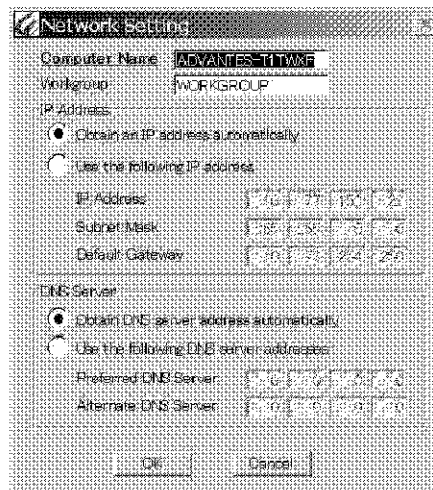 Network Setting
Computer Name ADVANTES-T1TWXF
Workgroup WORKGROUP
IP Address
Obtain an IP address automatically
Use the following IP address
IP Address
Subnet Mask
Default Gateway
DNS Server
Obtain DNS server address automatically
Use the following DNS server addresses
Preferred DNS Server
Alternate DNS Server
OK Cancel